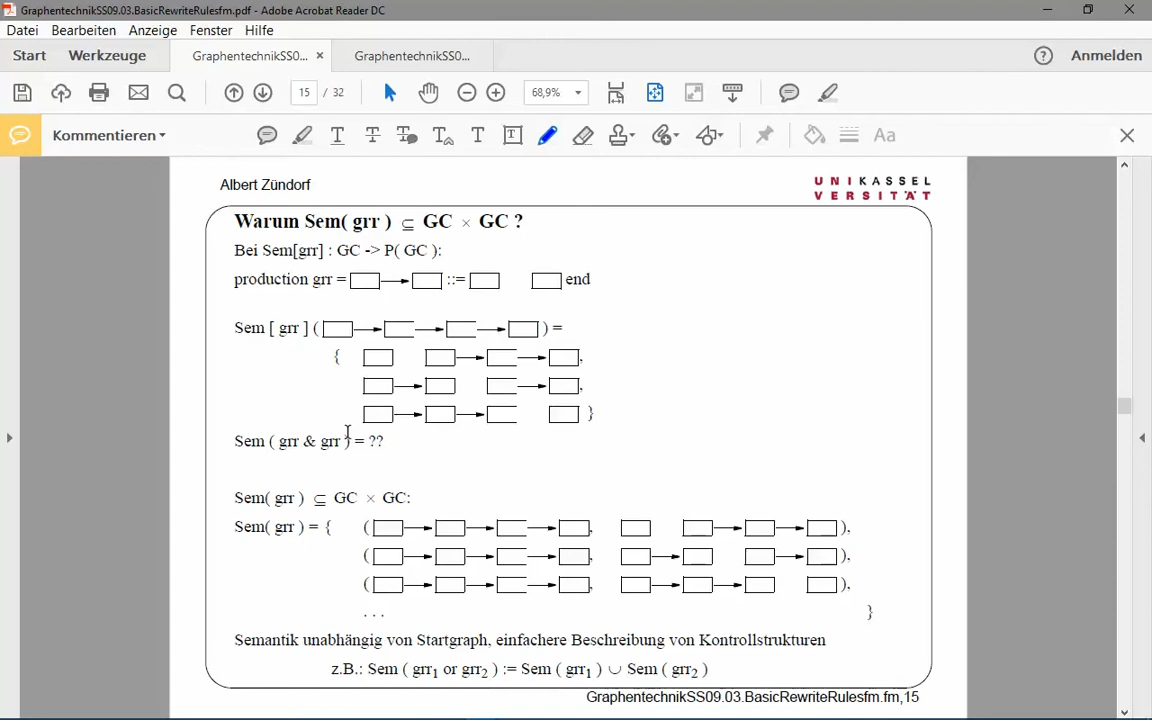 GraphentechnikSS09.03.BasicRewriteRulesfm.pdf - Adobe Acrobat Reader DC
Datei Bearbeiten Anzeige Fenster Hilfe
Start Werkzeuge GraphentechnikSS0... × GraphentechnikSS0... Anmelden
15 / 32 68,9%
Kommentieren
Albert Zündorf
UNIKASSEL
VERSITÄT
Warum Sem( grr ) ⊆ GC × GC ?
Bei Sem[grr] : GC -> P( GC ):
production grr = ::= end
Sem [ grr ] ( ) =
{ ,
,
}
Sem ( grr & grr ) = ??
Sem( grr ) ⊆ GC × GC:
Sem( grr ) = { ( , ),
( , ),
( , ),
. . . }
Semantik unabhängig von Startgraph, einfachere Beschreibung von Kontrollstrukturen
z.B.: Sem ( grr1 or grr2 ) := Sem ( grr1 ) ∪ Sem ( grr2 )
GraphentechnikSS09.03.BasicRewriteRulesfm.fm,15